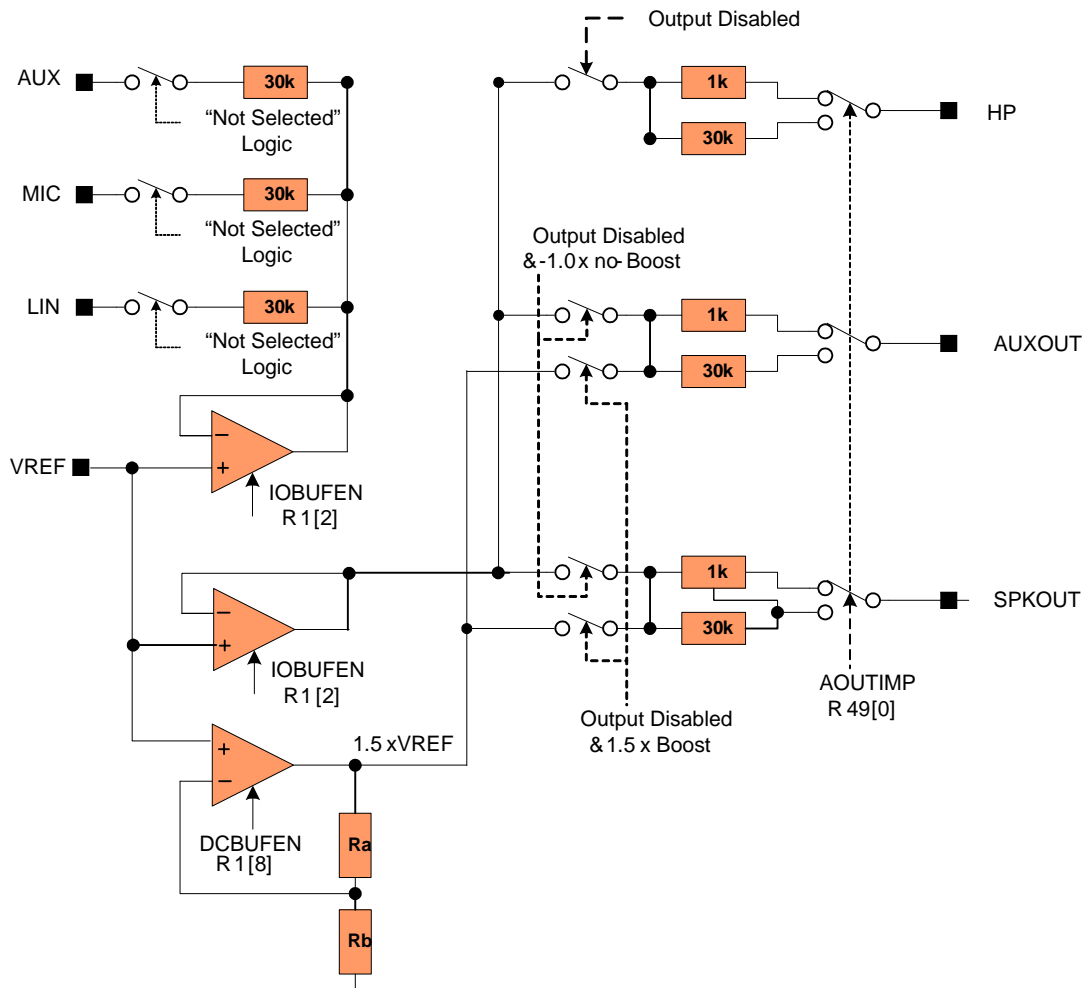 Output Disabled
AUX
30k
1k
"Not Selected"
Logic
HP
30k
MIC
30k
"Not Selected"
Logic
Output Disabled
& -1.0 x no- Boost
LIN
30k
1k
"Not Selected"
Logic
AUXOUT
30k
VREF
IOBUFEN
R 1 [2]
1k
SPKOUT
30k
IOBUFEN
R 1 [2]
AOUTIMP
R 49[0]
Output Disabled
& 1.5 x Boost
1.5 xVREF
DCBUFEN
R 1 [8]
Ra
Rb